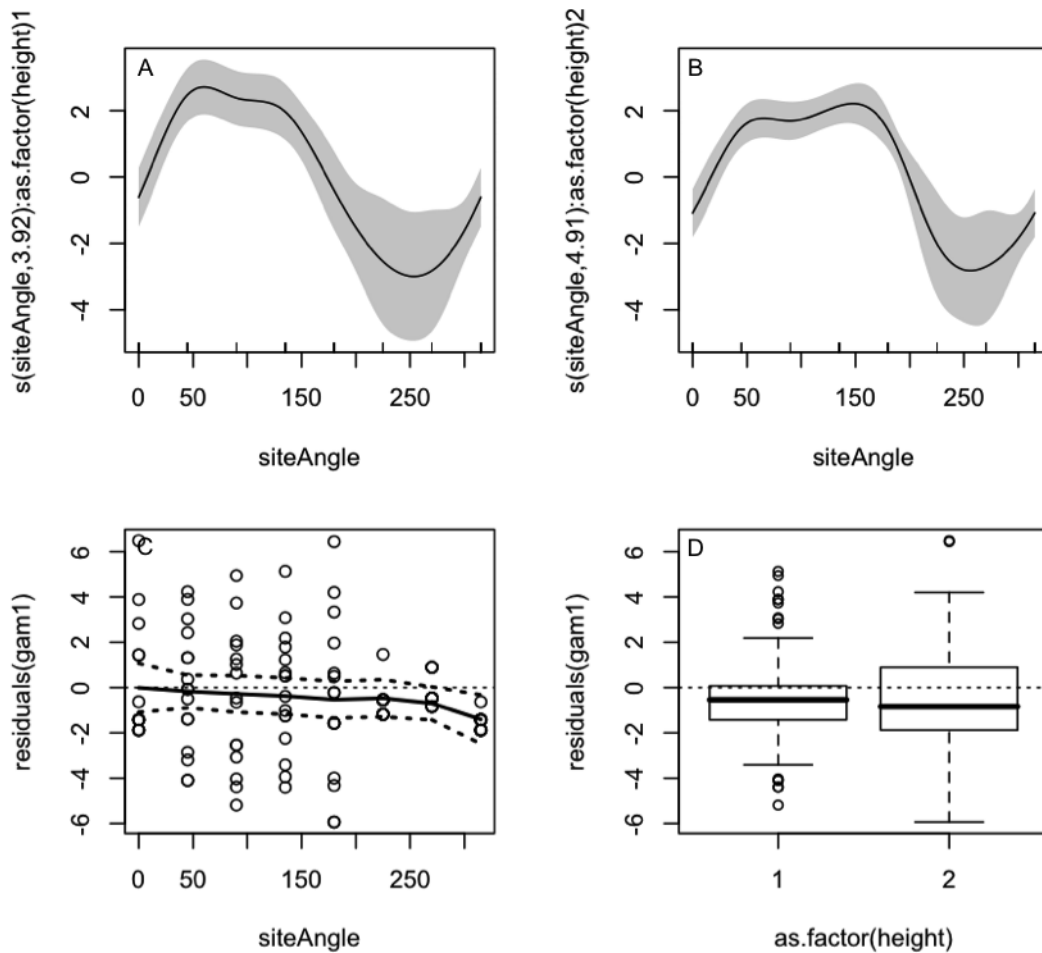 A
s(siteAngle,3.92):as.factor(height)1
2
0
-2
-4
0 50 150 250
siteAngle
B
s(siteAngle,4.91):as.factor(height)2
2
0
-2
-4
0 50 150 250
siteAngle
C
residuals(gam1)
6
4
2
0
-2
-4
-6
0 50 150 250
siteAngle
D
residuals(gam1)
6
4
2
0
-2
-4
-6
1 2
as.factor(height)